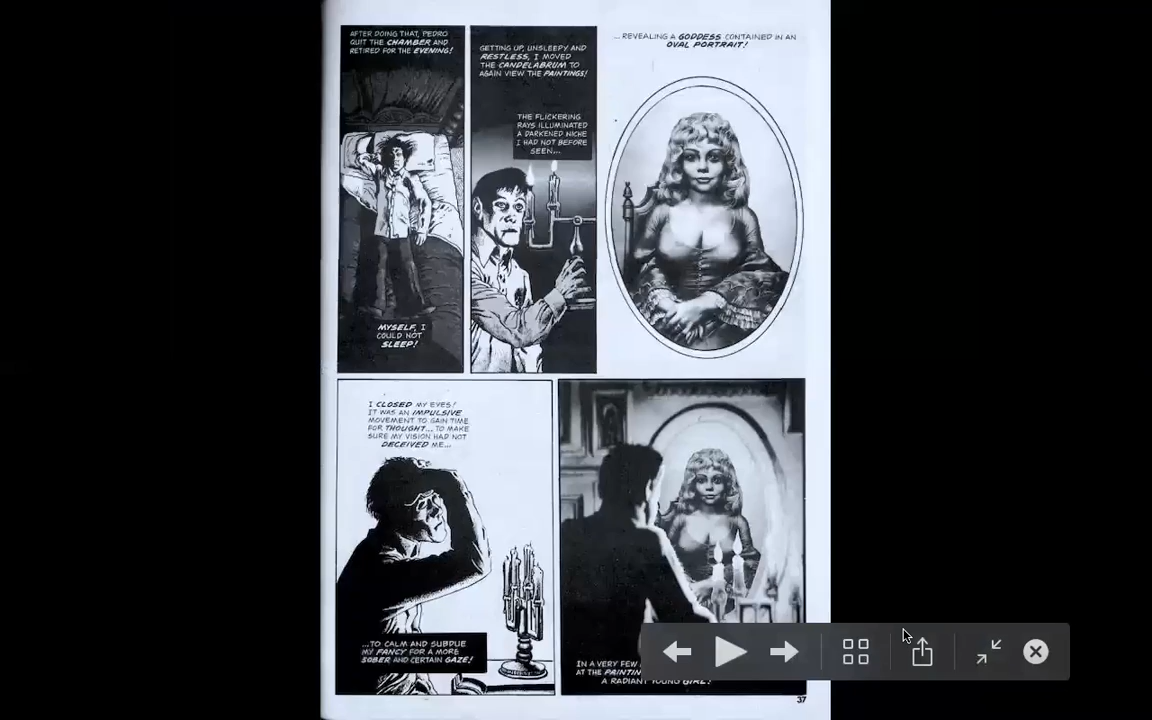 AFTER DOING THAT, PEDRO
QUIT THE CHAMBER AND
RETIRED FOR THE EVENING!
MYSELF, I
COULD NOT
SLEEP!
GETTING UP, UNSLEEPY AND
RESTLESS, I MOVED
THE CANDELABRUM TO
AGAIN VIEW THE PAINTINGS!
THE FLICKERING
RAYS ILLUMINATED
A DARKENED NICHE
I HAD NOT BEFORE
SEEN...
...REVEALING A GODDESS CONTAINED IN AN
OVAL PORTRAIT!
I CLOSED MY EYES!
IT WAS AN IMPULSIVE
MOVEMENT TO GAIN TIME
FOR THOUGHT... TO MAKE
SURE MY VISION HAD NOT
DECEIVED ME...
...TO CALM AND SUBDUE
MY FANCY FOR A MORE
SOBER AND CERTAIN GAZE!
IN A VERY FEW
AT THE
A RADIANT YOUNG GIRL!
37